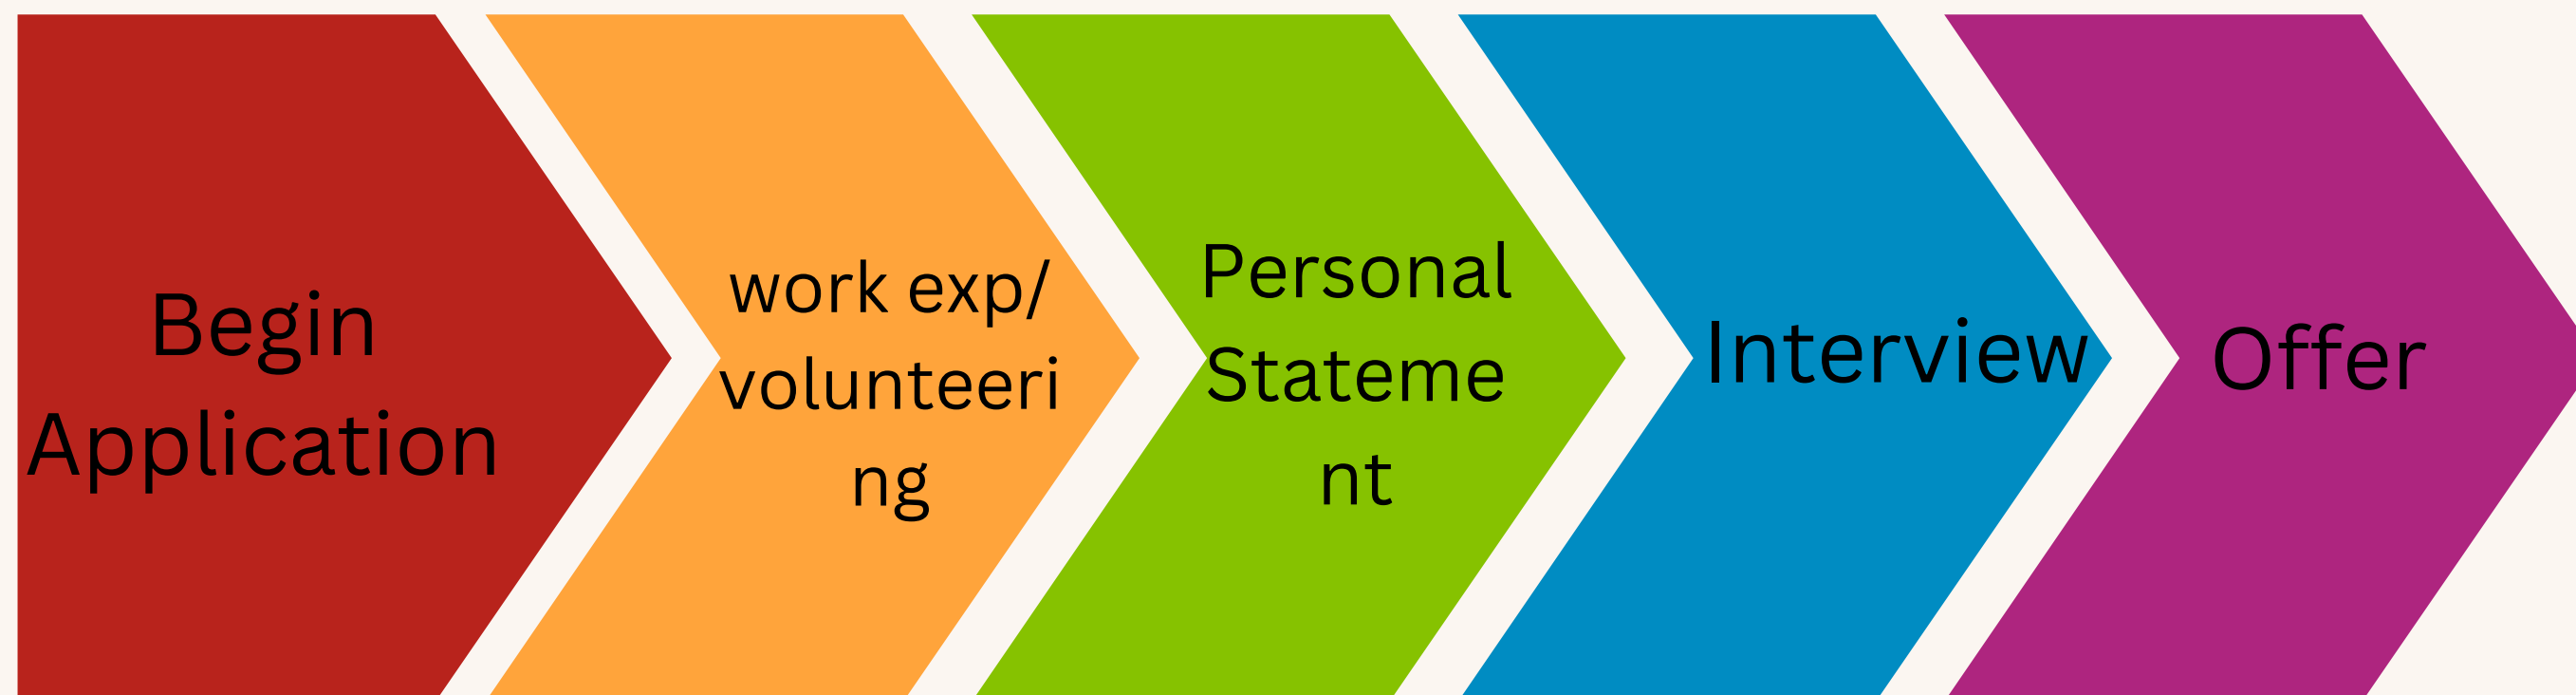 Begin
Application
work exp/
volunteeri
ng
Personal
Stateme
nt
Interview
Offer